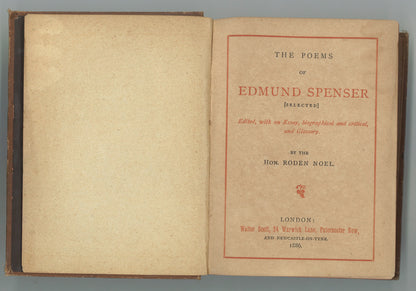 THE POEMS
OF
EDMUND SPENSER
[SELECTED]
Edited, with an Essay, biographical and critical,
and Glossary.
BY THE
HON. RODEN NOEL.
LONDON:
Walter Scott, 24 Warwick Lane, Paternoster Row,
AND NEWCASTLE-ON-TYNE.
1886.